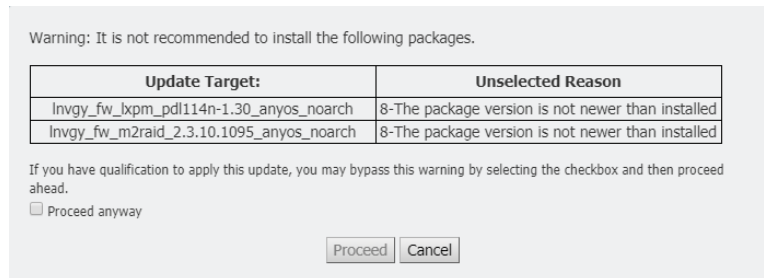 Warning: It is not recommended to install the following packages.
Update Target: Unselected Reason
lnvgy_fw_lxpm_pdl114n-1.30_anyos_noarch 8-The package version is not newer than installed
lnvgy_fw_m2raid_2.3.10.1095_anyos_noarch 8-The package version is not newer than installed
If you have qualification to apply this update, you may bypass this warning by selecting the checkbox and then proceed
ahead.
Proceed anyway
Proceed Cancel